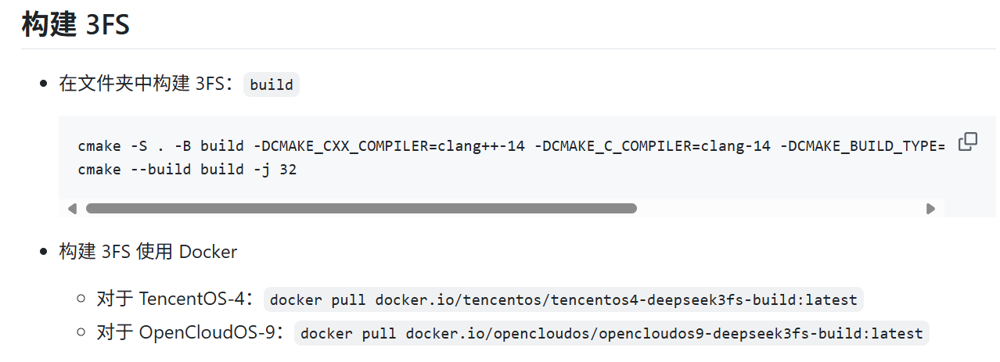 构建 3FS
在文件夹中构建 3FS：build
cmake -S . -B build -DCMAKE_CXX_COMPILER=clang++-14 -DCMAKE_C_COMPILER=clang-14 -DCMAKE_BUILD_TYPE=
cmake --build build -j 32
构建 3FS 使用 Docker
对于 TencentOS-4：docker pull docker.io/tencentos/tencentos4-deepseek3fs-build:latest
对于 OpenCloudOS-9：docker pull docker.io/opencloudos/opencloudos9-deepseek3fs-build:latest